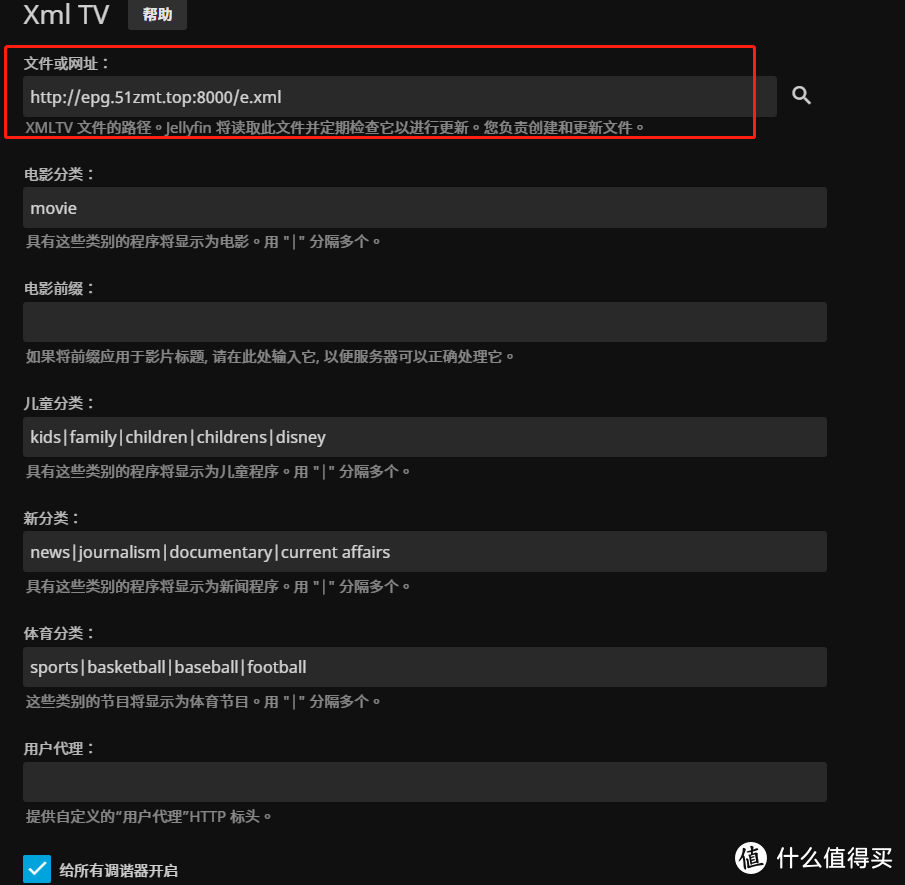 Xml TV 帮助
文件或网址：
http://epg.51zmt.top:8000/e.xml
XMLTV 文件的路径。Jellyfin 将读取此文件并定期检查它以进行更新。您负责创建和更新文件。
电影分类：
movie
具有这些类别的程序将显示为电影。用 "|" 分隔多个。
电影前缀：
如果将前缀应用于影片标题, 请在此处输入它, 以便服务器可以正确处理它。
儿童分类：
kids|family|children|childrens|disney
具有这些类别的程序将显示为儿童程序。用 "|" 分隔多个。
新分类：
news|journalism|documentary|current affairs
具有这些类别的程序将显示为新闻程序。用 "|" 分隔多个。
体育分类：
sports|basketball|baseball|football
这些类别的节目将显示为体育节目。用 "|" 分隔多个。
用户代理：
提供自定义的“用户代理”HTTP 标头。
给所有调谐器开启
值 什么值得买